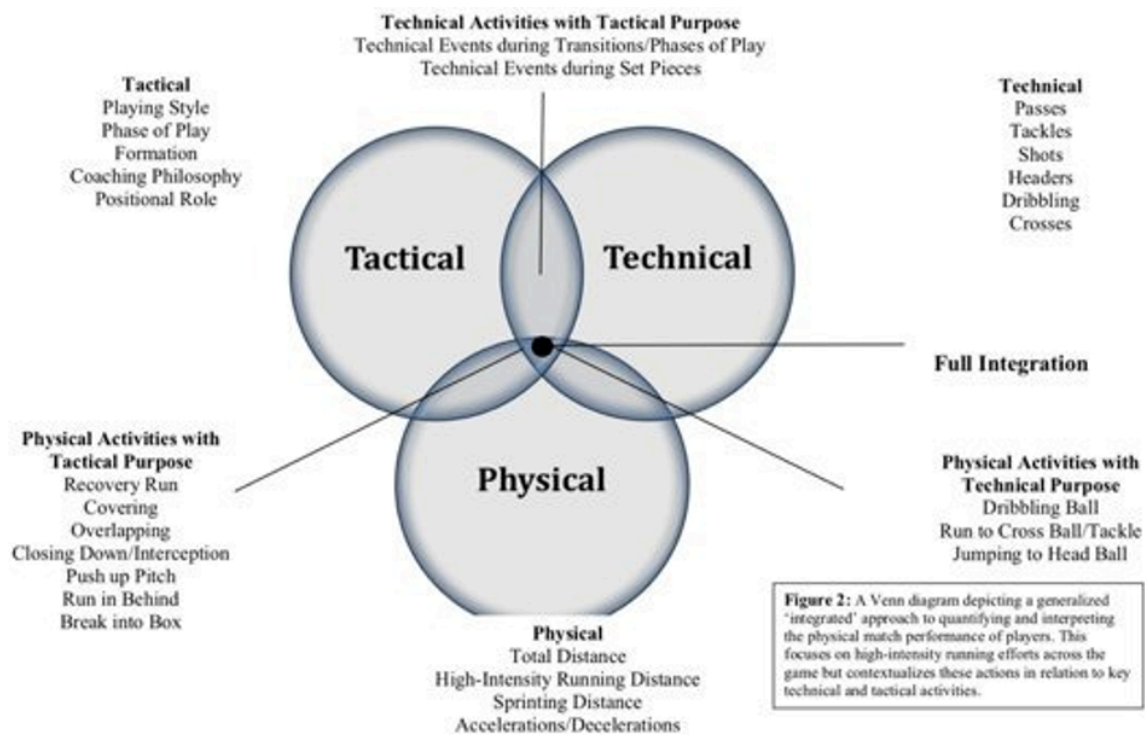 Technical Activities with Tactical Purpose
Technical Events during Transitions/Phases of Play
Technical Events during Set Pieces
Tactical
Playing Style
Phase of Play
Formation
Coaching Philosophy
Positional Role
Technical
Passes
Tackles
Shots
Headers
Dribbling
Crosses
Tactical
Technical
Full Integration
Physical Activities with
Tactical Purpose
Recovery Run
Covering
Overlapping
Closing Down/Interception
Push up Pitch
Run in Behind
Break into Box
Physical
Physical Activities with
Technical Purpose
Dribbling Ball
Run to Cross Ball/Tackle
Jumping to Head Ball
Physical
Total Distance
High-Intensity Running Distance
Sprinting Distance
Accelerations/Decelerations
Figure 2: A Venn diagram depicting a generalized
'integrated' approach to quantifying and interpreting
the physical match performance of players. This
focuses on high-intensity running efforts across the
game but contextualizes these actions in relation to key
technical and tactical activities.